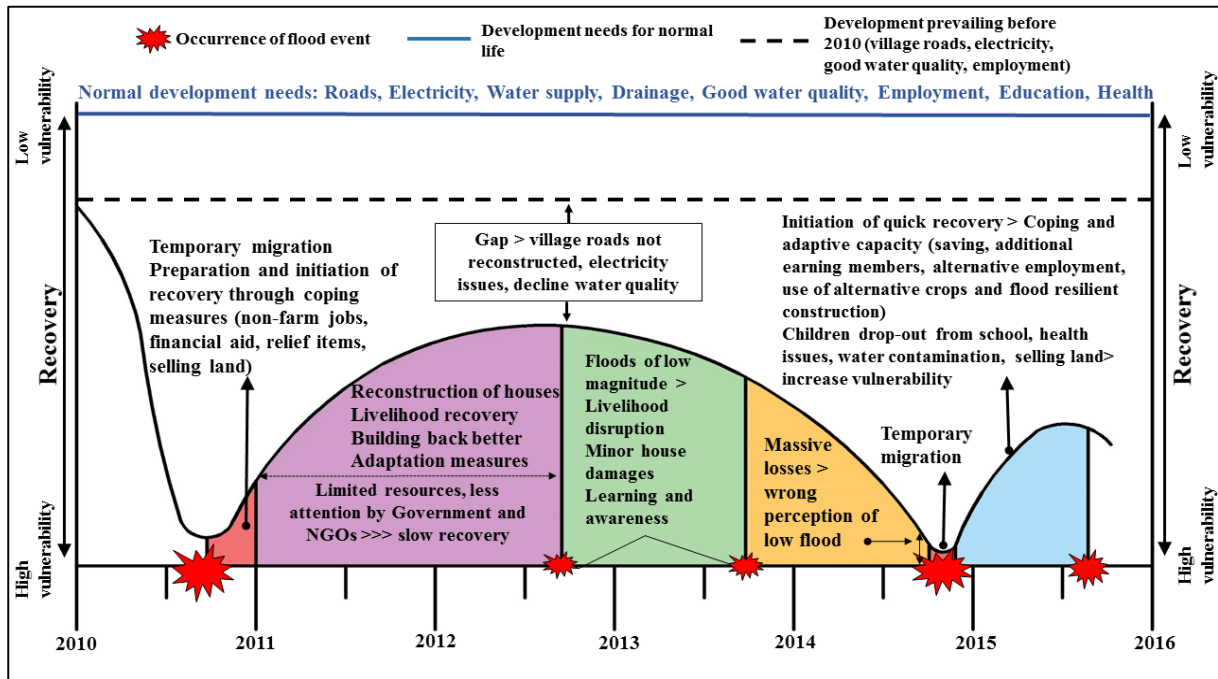 Occurrence of flood event
Development needs for normal
life
Development prevailing before
2010 (village roads, electricity,
good water quality, employment)
Normal development needs: Roads, Electricity, Water supply, Drainage, Good water quality, Employment, Education, Health
Low
vulnerability
Recovery
High
vulnerability
Temporary migration
Preparation and initiation of
recovery through coping
measures (non-farm jobs,
financial aid, relief items,
selling land)
Gap > village roads not
reconstructed, electricity
issues, decline water quality
Initiation of quick recovery > Coping and
adaptive capacity (saving, additional
earning members, alternative employment,
use of alternative crops and flood resilient
construction)
Children drop-out from school, health
issues, water contamination, selling land>
increase vulnerability
Reconstruction of houses
Livelihood recovery
Building back better
Adaptation measures
Limited resources, less
attention by Government and
NGOs >>> slow recovery
Floods of low
magnitude >
Livelihood
disruption
Minor house
damages
Learning and
awareness
Massive
losses >
wrong
perception of
low flood
Temporary
migration
Low
vulnerability
Recovery
High
vulnerability
2010
2011
2012
2013
2014
2015
2016